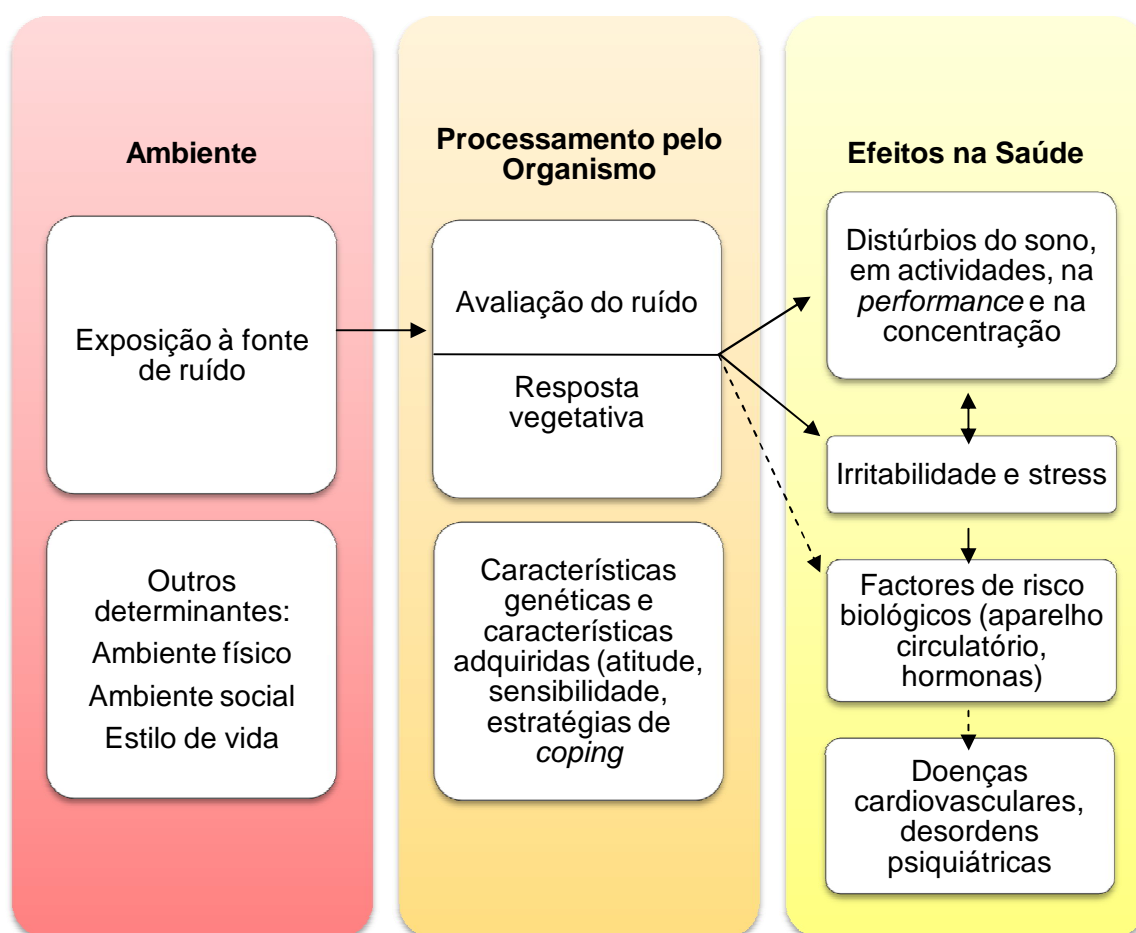 Ambiente
Exposição à fonte
de ruído
Outros
determinantes:
Ambiente físico
Ambiente social
Estilo de vida
Processamento pelo
Organismo
Avaliação do ruído
Resposta
vegetativa
Características
genéticas e
características
adquiridas (atitude,
sensibilidade,
estratégias de
coping
Efeitos na Saúde
Distúrbios do sono,
em actividades, na
performance e na
concentração
Irritabilidade e stress
Factores de risco
biológicos (aparelho
circulatório,
hormonas)
Doenças
cardiovasculares,
desordens
psiquiátricas